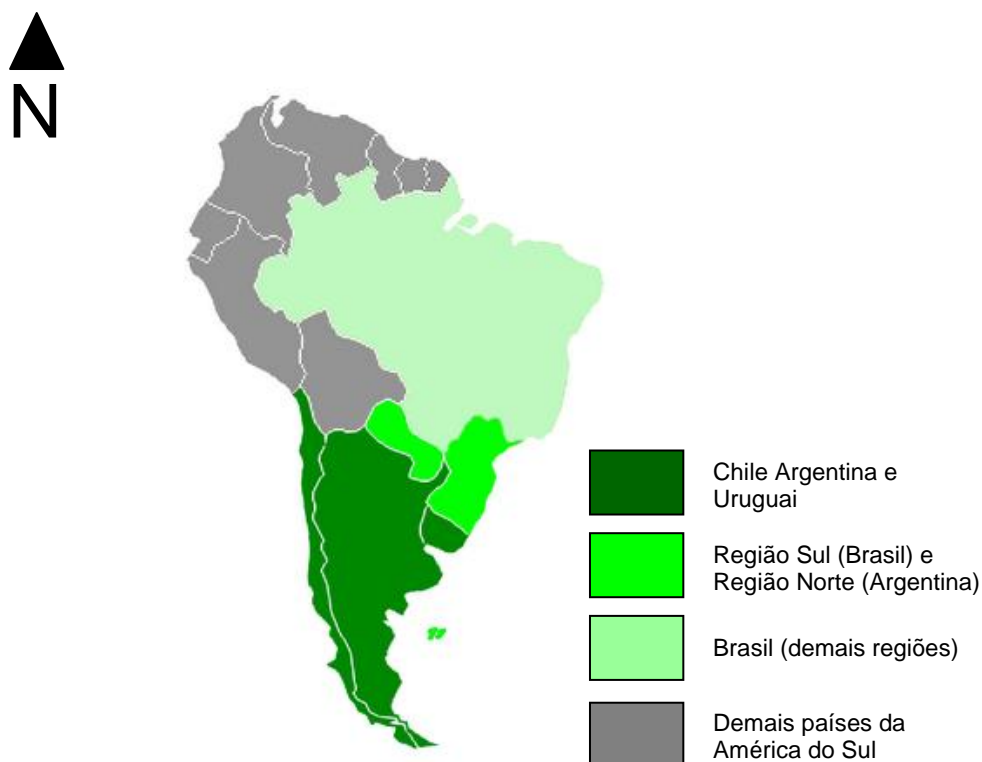 N
Chile Argentina e
Uruguai
Região Sul (Brasil) e
Região Norte (Argentina)
Brasil (demais regiões)
Demais países da
América do Sul